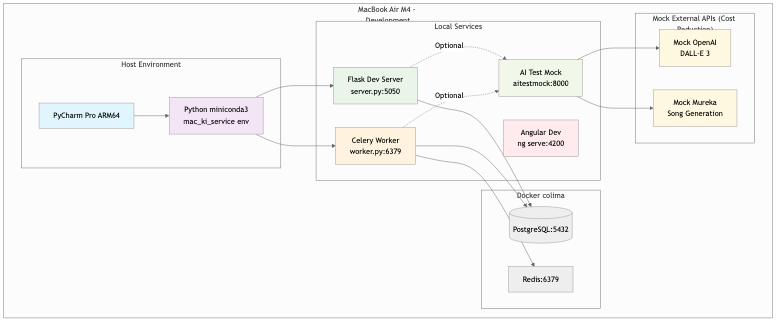 MacBook Air M4 -
Development
Host Environment
PyCharm Pro ARM64
Python miniconda3
mac_ki_service env
Local Services
Flask Dev Server
server.py:5050
Celery Worker
worker.py:6379
Optional
Optional
AI Test Mock
aitestmock:8000
Angular Dev
ng serve:4200
Docker colima
PostgreSQL:5432
Redis:6379
Mock External APIs (Cost
Reduction)
Mock OpenAI
DALL-E 3
Mock Mureka
Song Generation